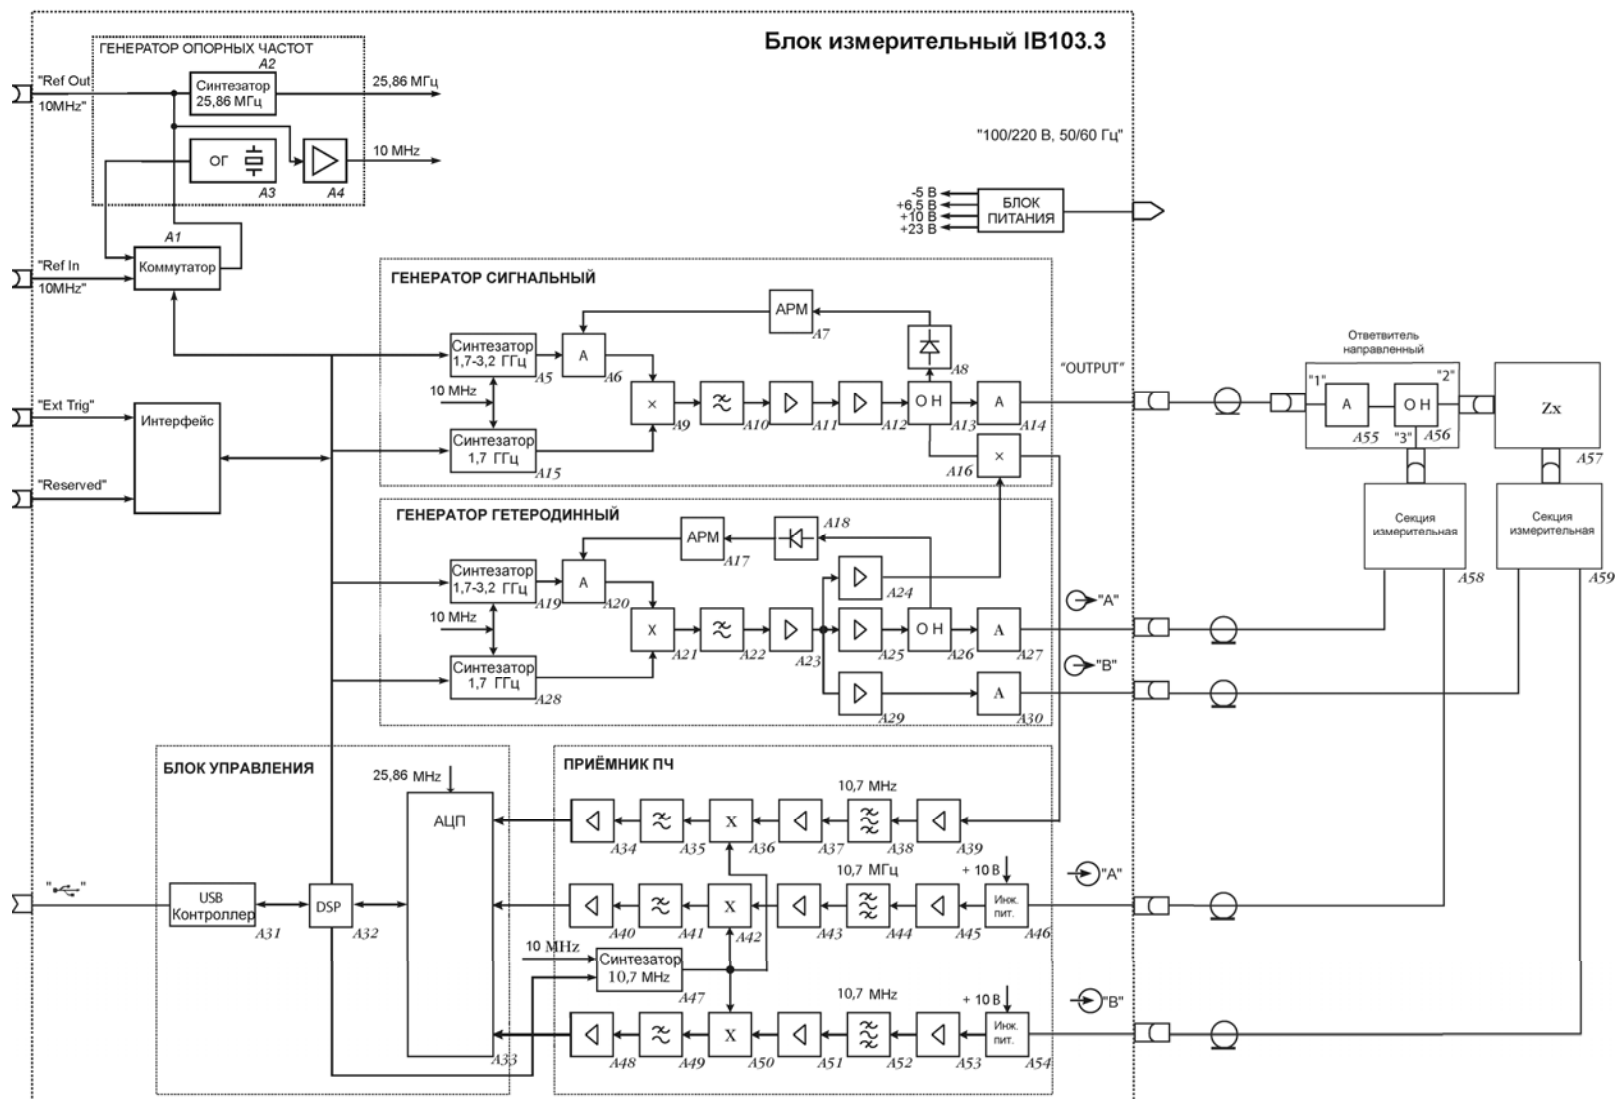 Блок измерительный IB103.3
ГЕНЕРАТОР ОПОРНЫХ ЧАСТОТ
"Ref Out
10MHz"
A2
Синтезатор
25,86 МГц
25,86 МГц
ОГ
A3
A4
10 MHz
"100/220 В, 50/60 Гц"
-5 В
+6,5 В
+10 В
+23 В
БЛОК
ПИТАНИЯ
A1
Коммутатор
"Ref In
10MHz"
"Ext Trig"
"Reserved"
Интерфейс
ГЕНЕРАТОР СИГНАЛЬНЫЙ
Синтезатор
1,7-3,2 ГГц
A5
А
A6
АРМ
A7
A8
10 MHz
×
A9
A10
A11
A12
О Н
A13
А
A14
Синтезатор
1,7 ГГц
A15
A16
×
"OUTPUT"
Ответвитель
направленный
"1"
А
A55
О Н
"2"
"3"
A56
Zx
A57
Секция
измерительная
A58
Секция
измерительная
A59
ГЕНЕРАТОР ГЕТЕРОДИННЫЙ
АРМ
A17
A18
Синтезатор
1,7-3,2 ГГц
A19
А
A20
10 MHz
X
A21
A22
A23
A24
A25
О Н
A26
А
A27
"A"
Синтезатор
1,7 ГГц
A28
A29
А
A30
"B"
БЛОК УПРАВЛЕНИЯ
25,86 MHz
АЦП
A33
USB
Контроллер
A31
DSP
A32
ПРИЁМНИК ПЧ
10,7 MHz
A34
A35
X
A36
A37
A38
A39
10,7 МГц
+ 10 В
A40
A41
X
A42
A43
A44
A45
Инж.
пит.
A46
"A"
10 MHz
Синтезатор
10,7 MHz
A47
10,7 MHz
+ 10 В
A48
A49
X
A50
A51
A52
A53
Инж.
пит.
A54
"B"